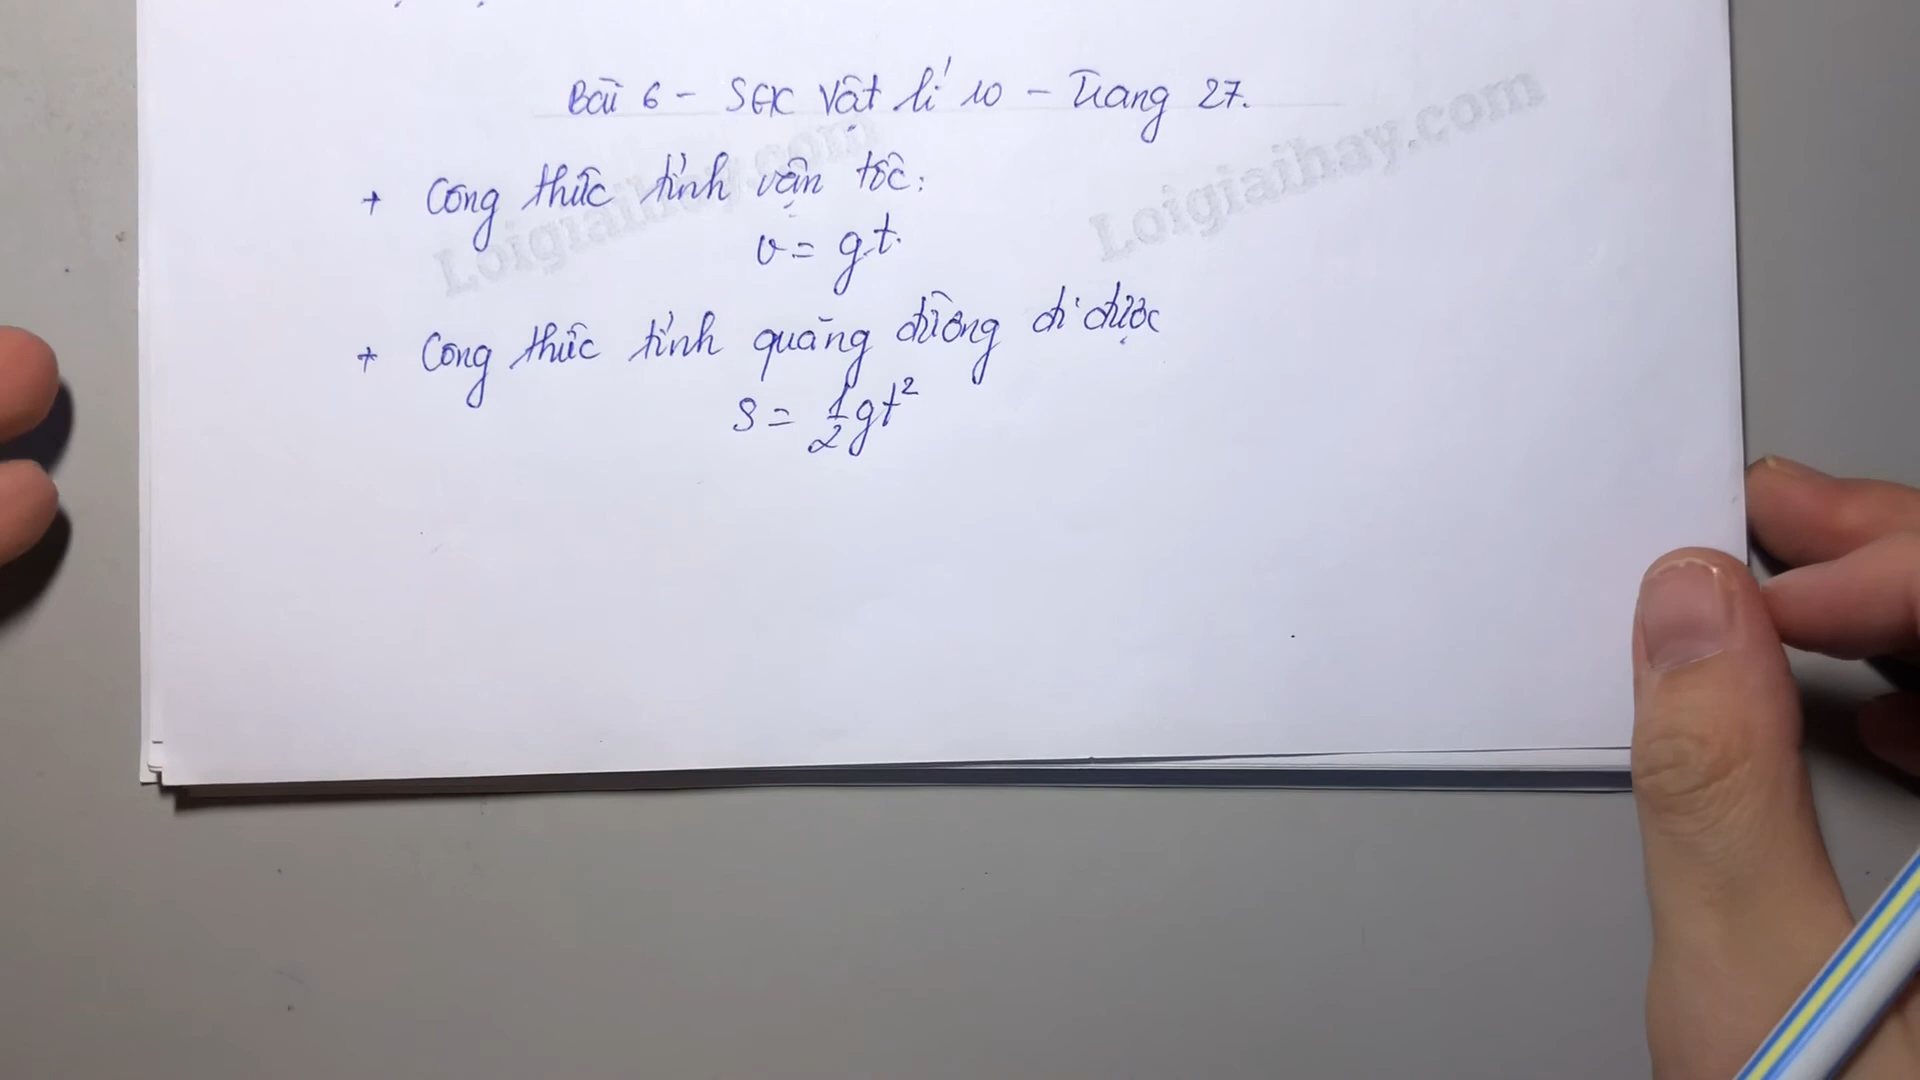 Bài 6 - SGK Vật lí 10 - Trang 27.
+ Công thức tính vận tốc:
v = gt.
+ Công thức tính quãng đường đi được
S = 1/2 gt²
Loigiaihay.com
Loigiaihay.com